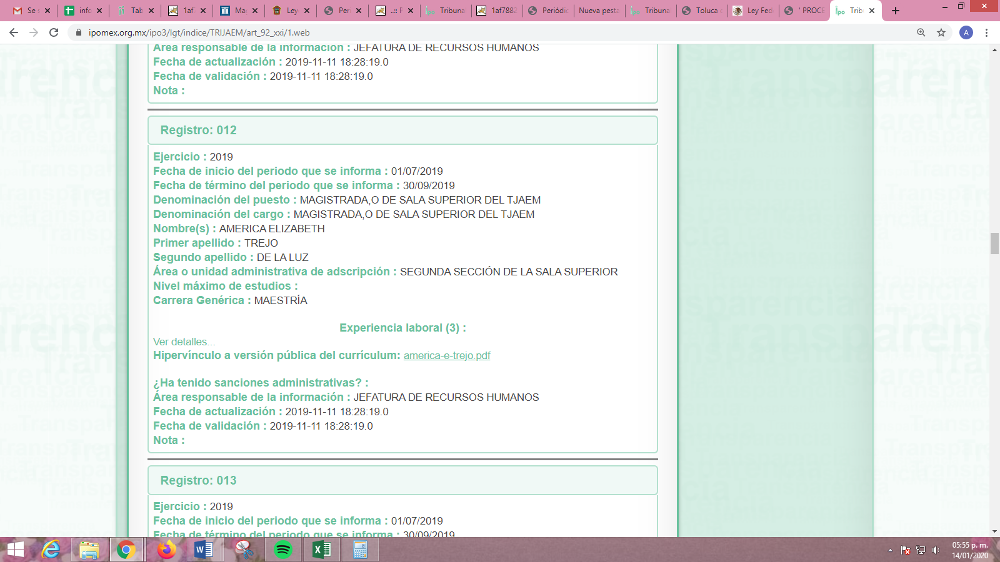 Se s
info
Tab
1af7
Ma
Ley
Peri
..:: P
Tribuna
1af7882
Periódic
Nueva pesta
Tribunal
Toluca
Ley Fed
' PROCE
Trib
ipomex.org.mx/ipo3/lgt/indice/TRIJAEM/art_92_xxi/1.web
A
Área responsable de la información : JEFATURA DE RECURSOS HUMANOS
Fecha de actualización : 2019-11-11 18:28:19.0
Fecha de validación : 2019-11-11 18:28:19.0
Nota :
Registro: 012
Ejercicio : 2019
Fecha de inicio del periodo que se informa : 01/07/2019
Fecha de término del periodo que se informa : 30/09/2019
Denominación del puesto : MAGISTRADA,O DE SALA SUPERIOR DEL TJAEM
Denominación del cargo : MAGISTRADA,O DE SALA SUPERIOR DEL TJAEM
Nombre(s) : AMERICA ELIZABETH
Primer apellido : TREJO
Segundo apellido : DE LA LUZ
Área o unidad administrativa de adscripción : SEGUNDA SECCIÓN DE LA SALA SUPERIOR
Nivel máximo de estudios :
Carrera Genérica : MAESTRÍA
Experiencia laboral (3) :
Ver detalles...
Hipervínculo a versión pública del currículum: america-e-trejo.pdf
¿Ha tenido sanciones administrativas? :
Área responsable de la información : JEFATURA DE RECURSOS HUMANOS
Fecha de actualización : 2019-11-11 18:28:19.0
Fecha de validación : 2019-11-11 18:28:19.0
Nota :
Registro: 013
Ejercicio : 2019
Fecha de inicio del periodo que se informa : 01/07/2019
Fecha de término del periodo que se informa : 30/09/2019
05:55 p. m.
14/01/2020